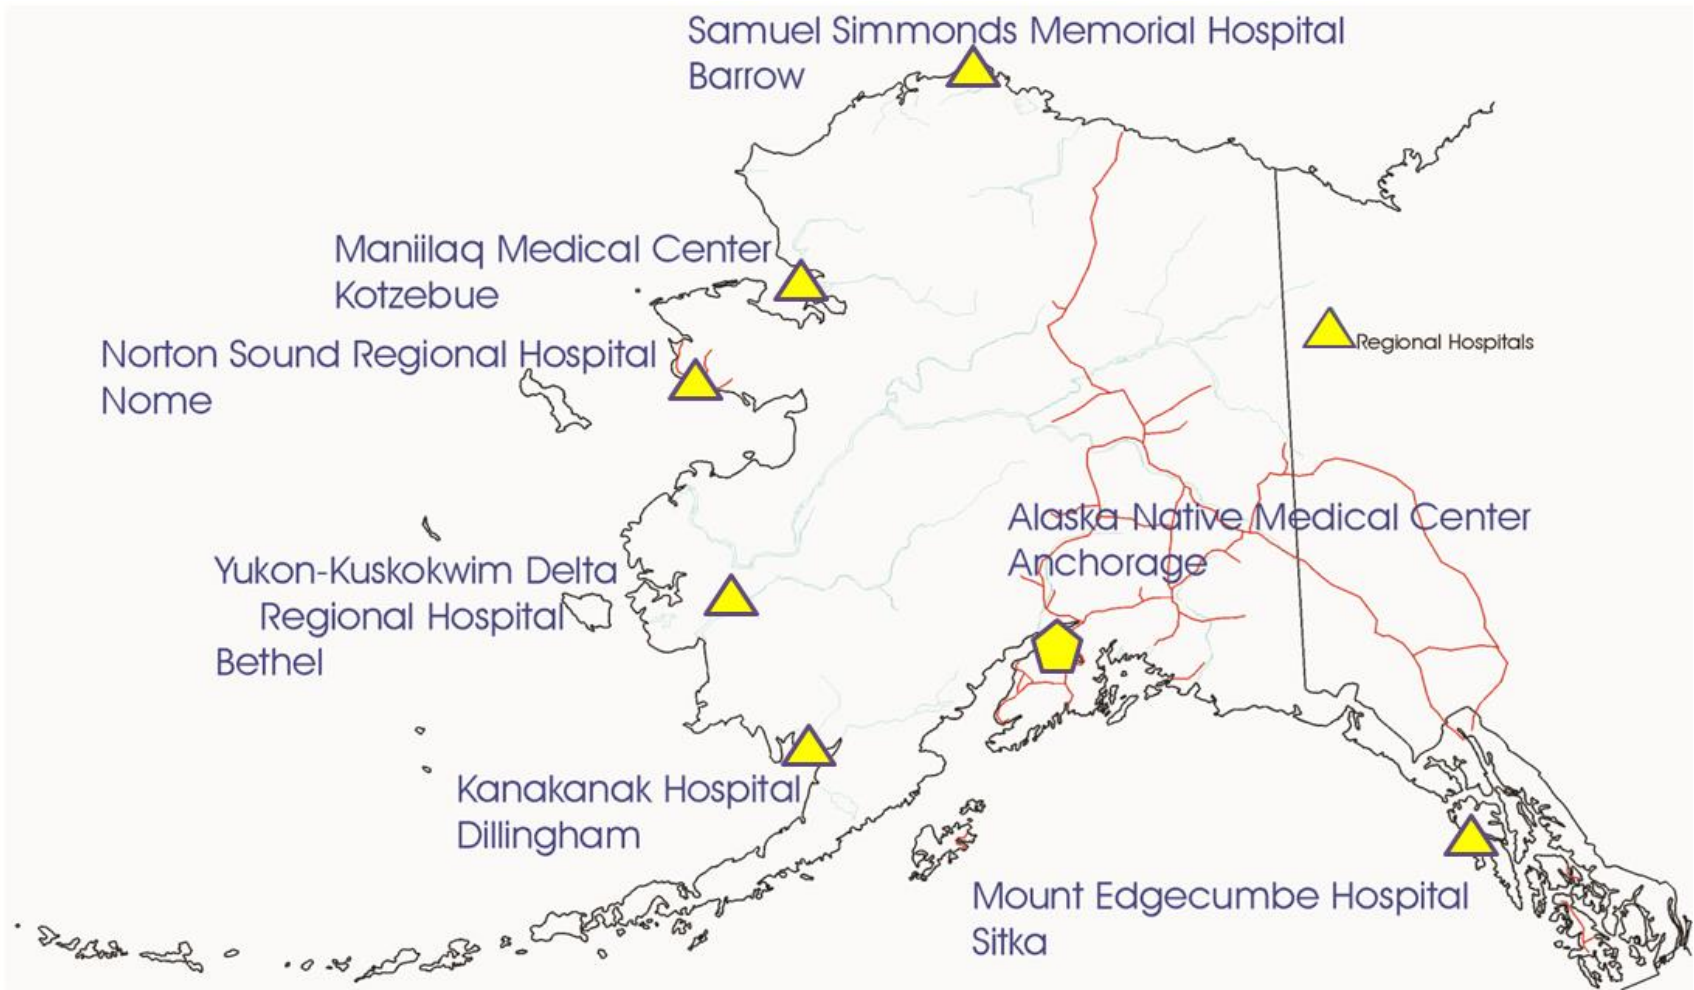 Samuel Simmonds Memorial Hospital
Barrow
Maniilaq Medical Center
Kotzebue
Norton Sound Regional Hospital
Nome
Regional Hospitals
Alaska Native Medical Center
Anchorage
Yukon-Kuskokwim Delta
Regional Hospital
Bethel
Kanakanak Hospital
Dillingham
Mount Edgecumbe Hospital
Sitka